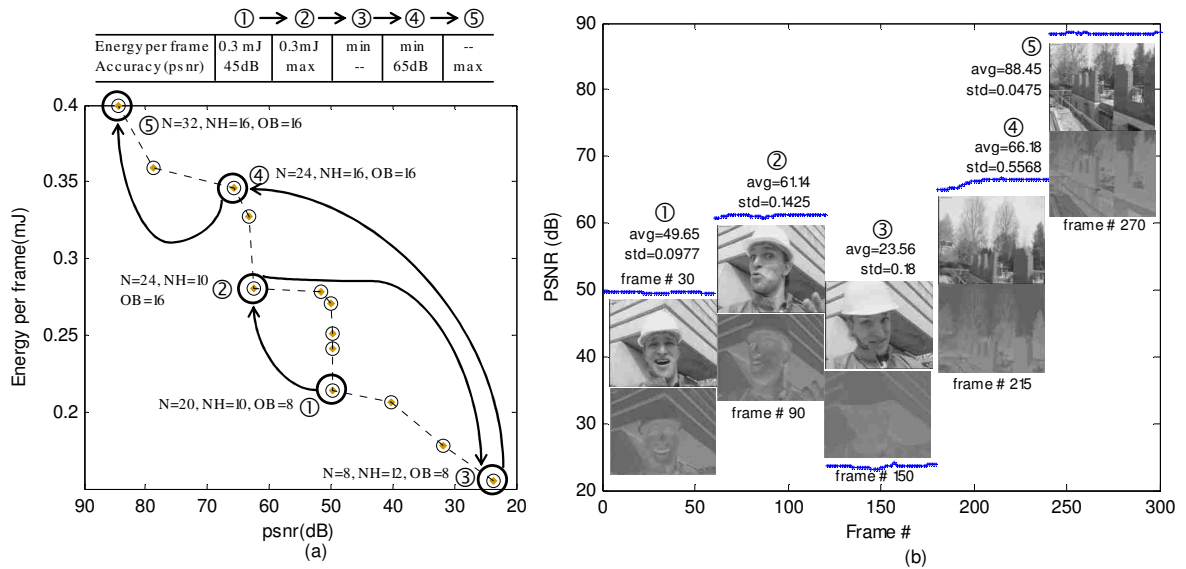 ① → ② → ③ → ④ → ⑤
Energy per frame 0.3 mJ 0.3mJ min min --
Accuracy (psnr) 45dB max -- 65dB max
0.4
0.35
0.3
0.25
0.2
Energy per frame(mJ)
⑤ N=32, NH=16, OB=16
④ N=24, NH=16, OB=16
N=24, NH=10
OB=16
②
N=20, NH=10, OB=8 ①
N=8, NH=12, OB=8 ③
90 80 70 60 50 40 30 20
psnr(dB)
(a)
90
80
70
60
50
40
30
20
PSNR (dB)
①
avg=49.65
std=0.0977
frame # 30
②
avg=61.14
std=0.1425
frame # 90
③
avg=23.56
std=0.18
frame # 150
④
avg=66.18
std=0.5568
frame # 215
⑤
avg=88.45
std=0.0475
frame # 270
0 50 100 150 200 250 300
Frame #
(b)